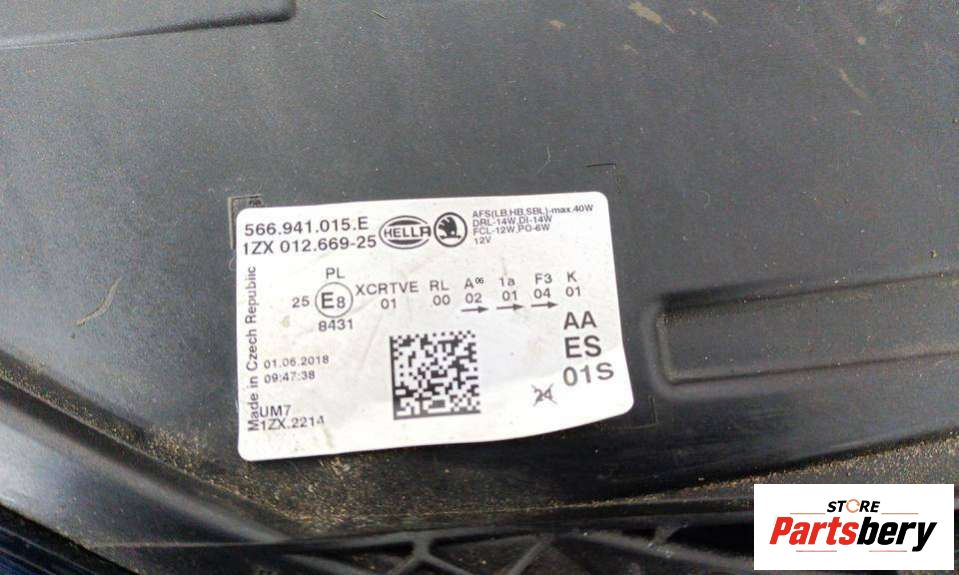 566.941.015.E
1ZX 012.669-25
HELLA
AFS(LB,HB,SBL)-max.40W
DRL-14W,DI-14W
FCL-12W,PO-6W
12V
PL
25 E8
8431
XCRTVE RL A06 1a F3 K
01 00 02 01 04 01
Made in Czech Republic
01.06.2018
09:47:38
UM7
1ZX.2214
AA
ES
01S
24
STORE
Partsbery